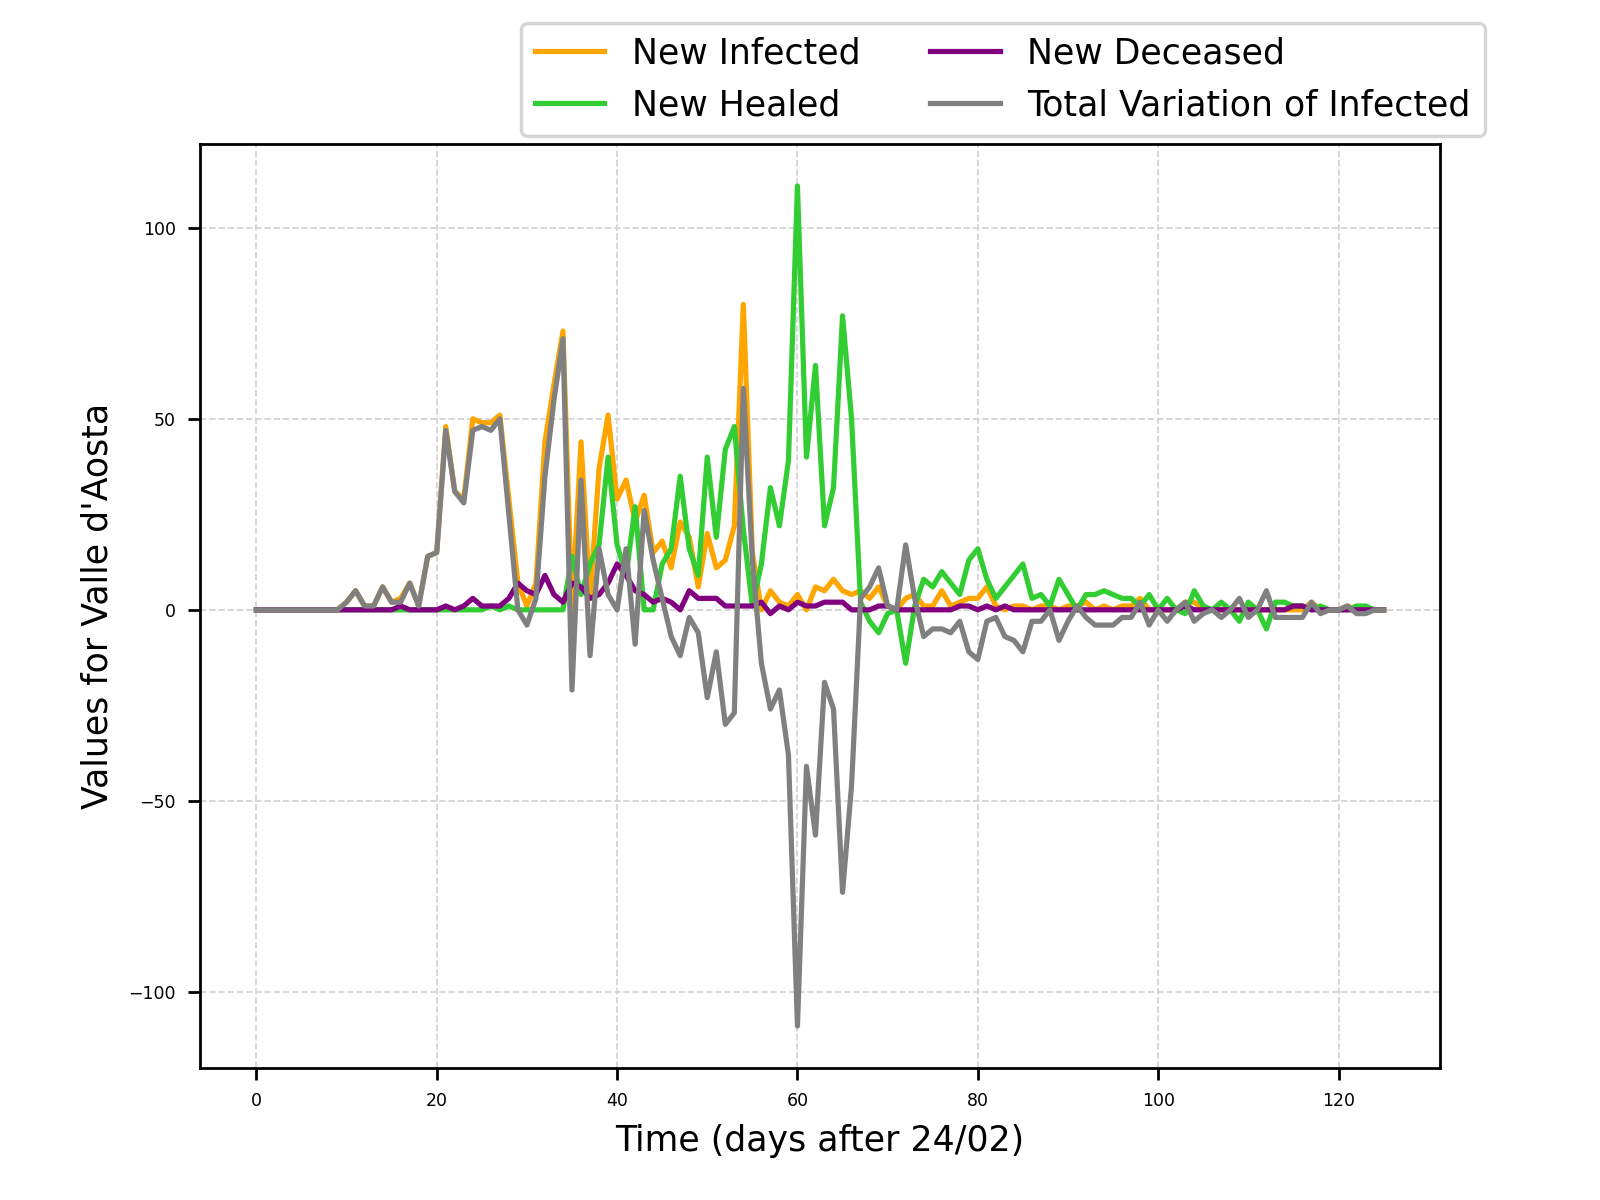 New Infected
New Healed
New Deceased
Total Variation of Infected
Values for Valle d'Aosta
100
50
0
−50
−100
0 20 40 60 80 100 120
Time (days after 24/02)